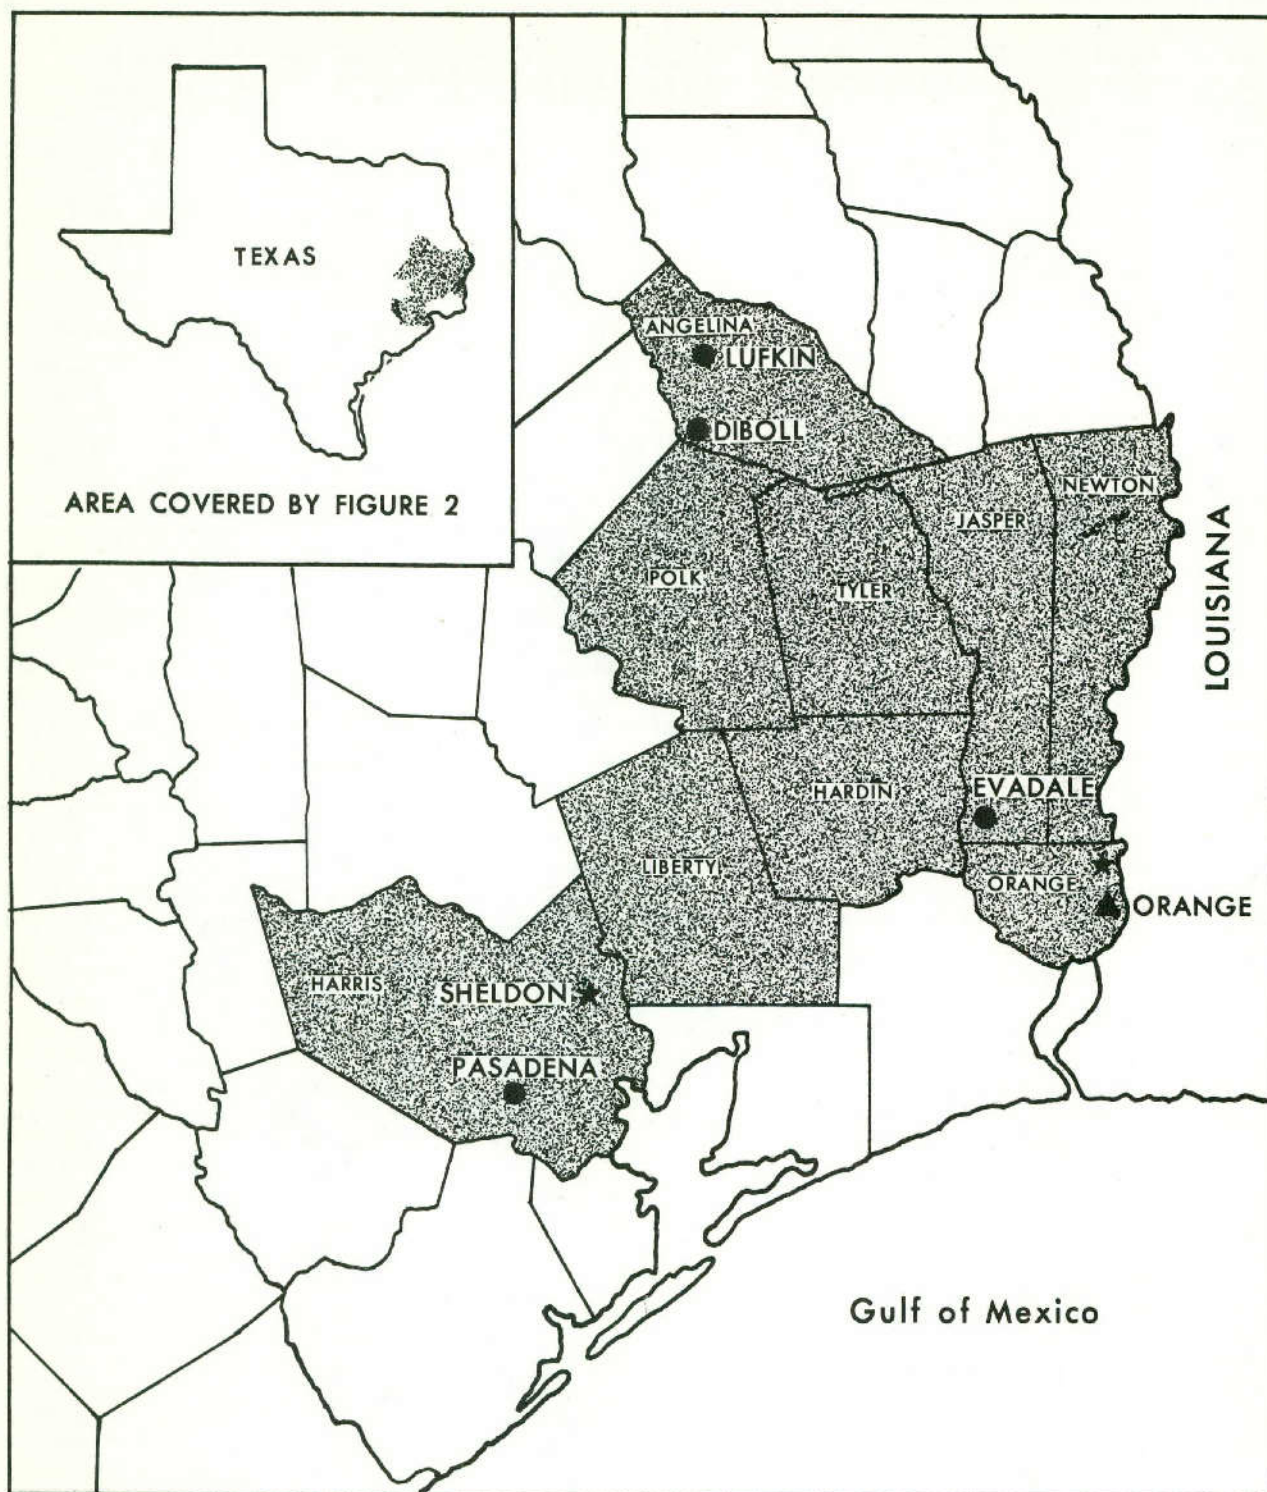 TEXAS
AREA COVERED BY FIGURE 2
ANGELINA
LUFKIN
DIBOLL
NEWTON
JASPER
POLK
TYLER
LOUISIANA
EVADALE
HARDIN
LIBERTY
ORANGE
ORANGE
HARRIS
SHELDON
PASADENA
Gulf of Mexico